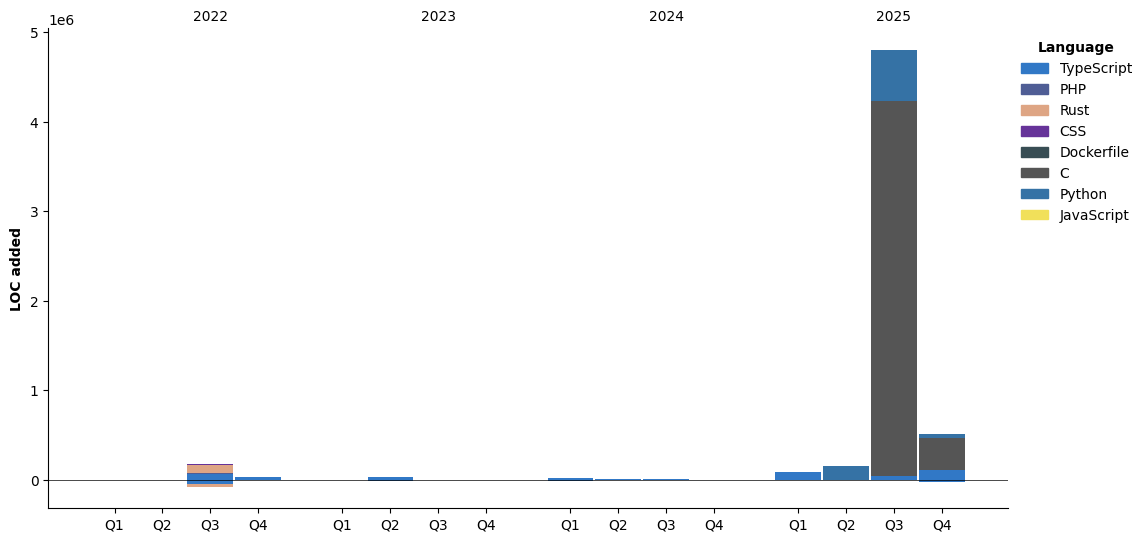 2022 2023 2024 2025
1e6
Language
TypeScript
PHP
Rust
CSS
Dockerfile
C
Python
JavaScript
LOC added
5
4
3
2
1
0
Q1 Q2 Q3 Q4 Q1 Q2 Q3 Q4 Q1 Q2 Q3 Q4 Q1 Q2 Q3 Q4